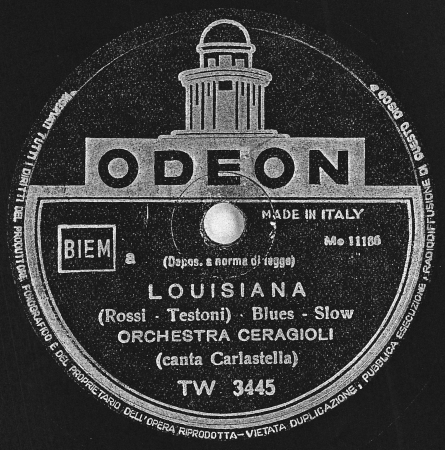 ODEON
MADE IN ITALY
BIEM a
Mo 11186
(Depos. a norma di legge)
LOUISIANA
(Rossi - Testoni) - Blues - Slow
ORCHESTRA CERAGIOLI
(canta Carlastella)
TW 3445
TUTTI I DIRITTI DEL PRODUTTORE FONOGRAFICO E DEL PROPRIETARIO DELL'OPERA RIPRODOTTA-VIETATA DUPLICAZIONE, PUBBLICA ESECUZIONE, RADIODIFFUSIONE DI QUESTO DISCO